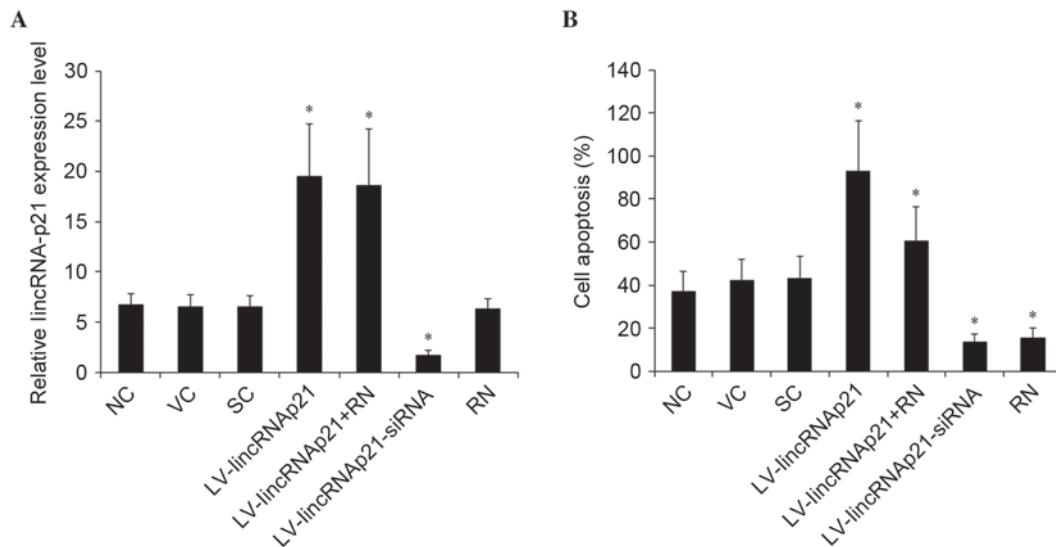 A
Relative lincRNA-p21 expression level
30
25
20
15
10
5
0
*
*
*
NC
VC
SC
LV-lincRNAp21
LV-lincRNAp21+RN
LV-lincRNAp21-siRNA
RN
B
Cell apoptosis (%)
140
120
100
80
60
40
20
0
*
*
*
*
NC
VC
SC
LV-lincRNAp21
LV-lincRNAp21+RN
LV-lincRNAp21-siRNA
RN